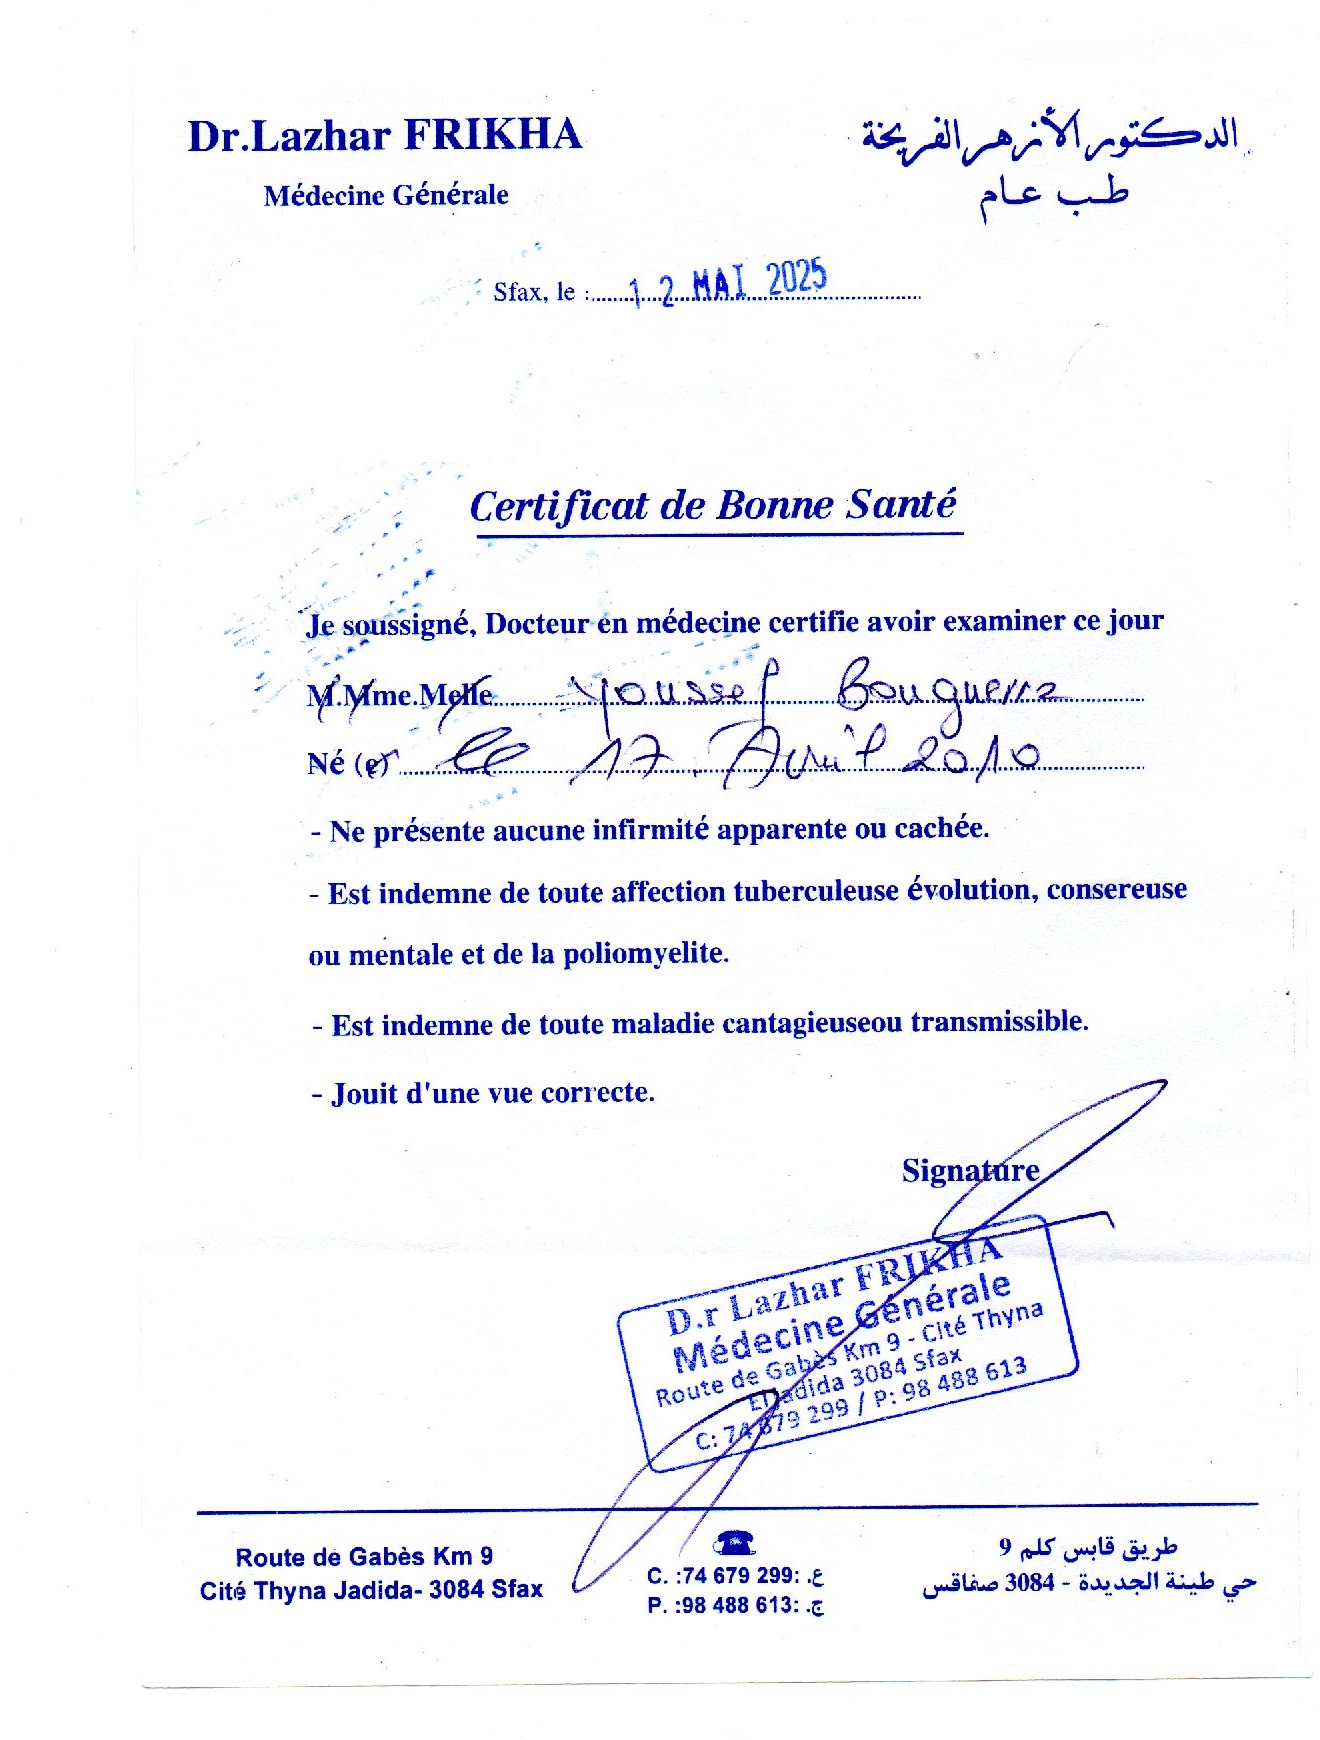 Dr.Lazhar FRIKHA
Médecine Générale
الدكتور الأزهر الفريخة
طب عام
Sfax, le : 12 MAI 2025
Certificat de Bonne Santé
Je soussigné, Docteur en médecine certifie avoir examiner ce jour
M.Mme.Melle Youssef Bouguerra
Né (e) le 17 Avril 2010
- Ne présente aucune infirmité apparente ou cachée.
- Est indemne de toute affection tuberculeuse évolution, consereuse
ou mentale et de la poliomyelite.
- Est indemne de toute maladie cantagieuseou transmissible.
- Jouit d'une vue correcte.
Signature
D.r Lazhar FRIKHA
Médecine Générale
Route de Gabès Km 9 - Cité Thyna
El Jadida 3084 Sfax
C: 74 679 299 / P: 98 488 613
Route de Gabès Km 9
Cité Thyna Jadida- 3084 Sfax
C. :74 679 299: .ع
P. :98 488 613: .ج
طريق قابس كلم 9
حي طينة الجديدة - 3084 صفاقس